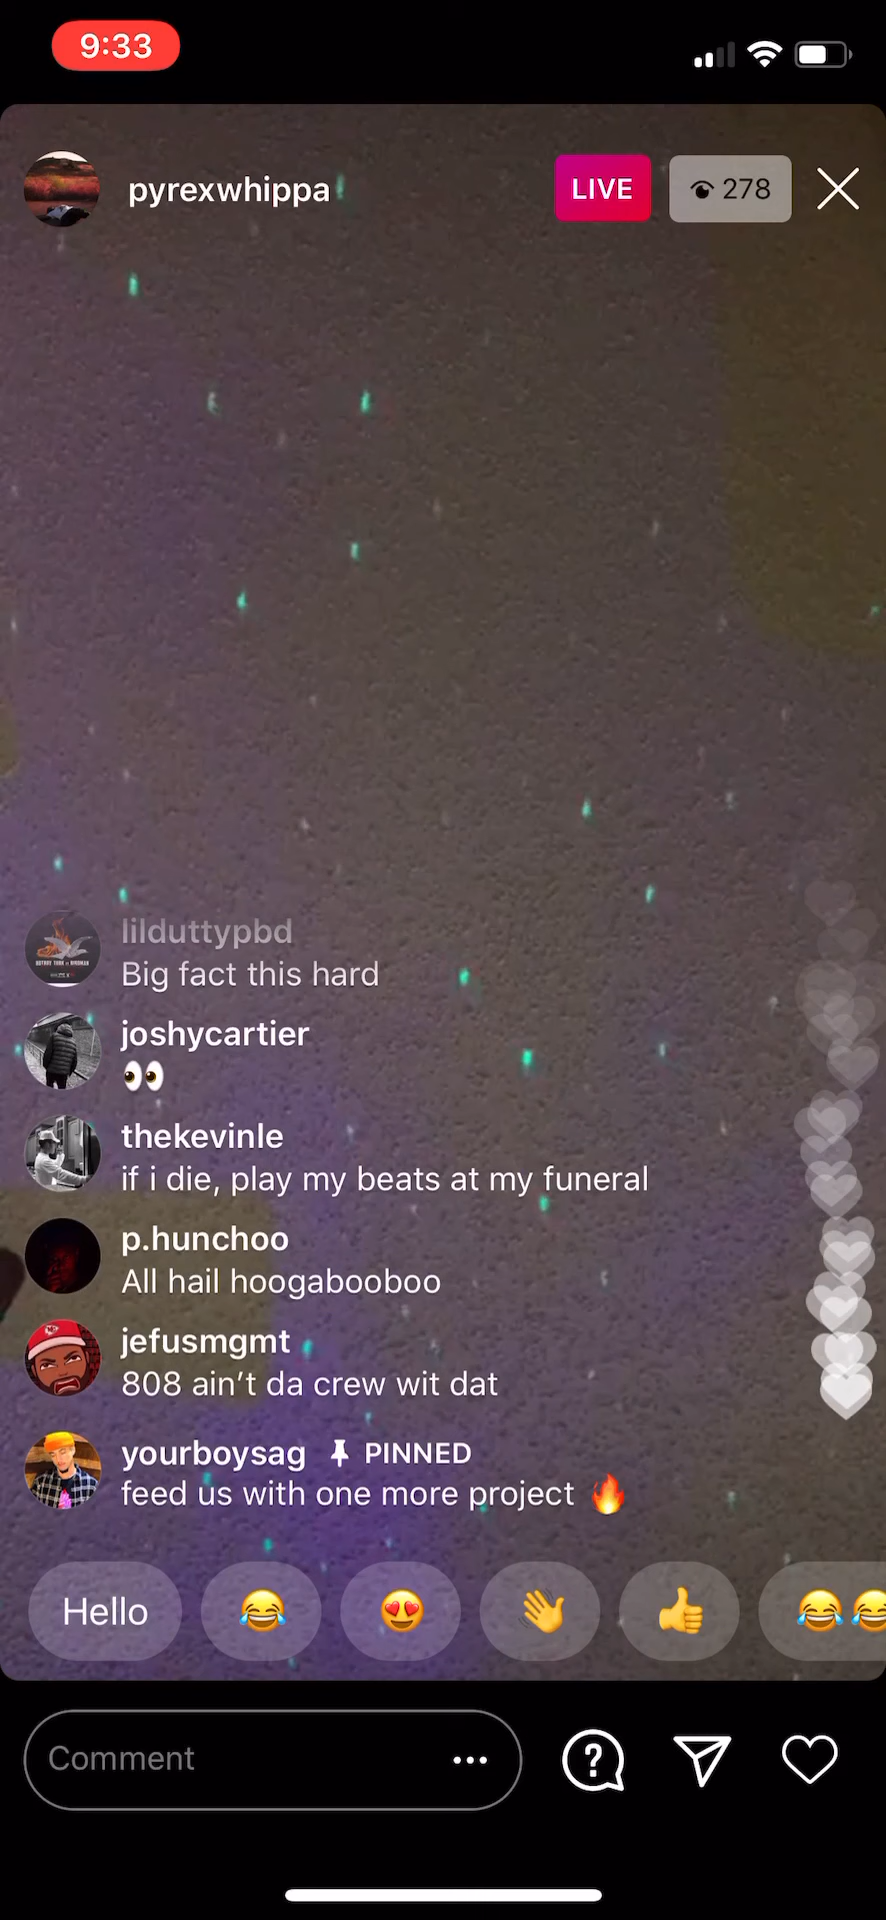 9:33
pyrexwhippa
LIVE
278
lilduttypbd
Big fact this hard
joshycartier
👀
thekevinle
if i die, play my beats at my funeral
p.hunchoo
All hail hoogabooboo
jefusmgmt
808 ain’t da crew wit dat
yourboysag PINNED
feed us with one more project 🔥
Hello 😂 😍 👋 👍 😂😂
Comment